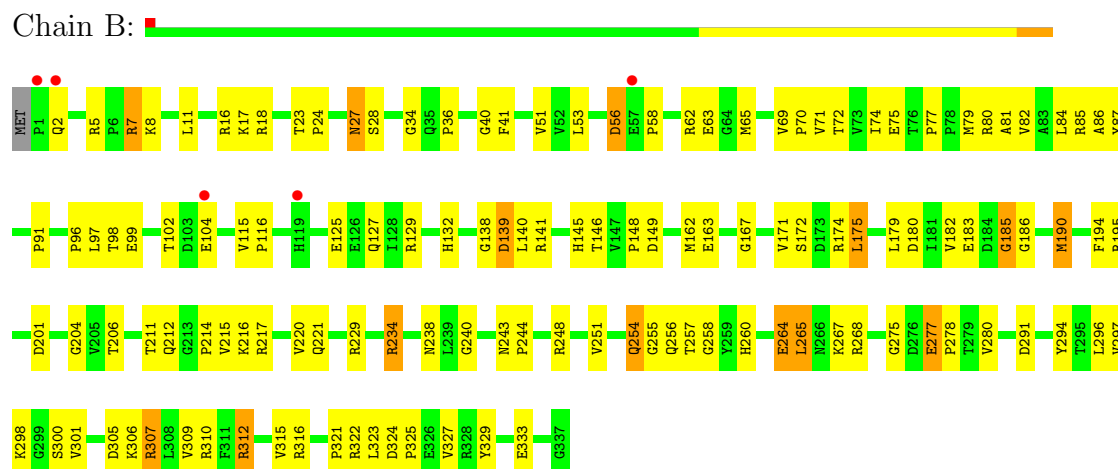 Chain B:
MET P1 Q2 R5 P6 R7 K8 L11 R16 K17 R18 T23 P24 N27 S28 G34 Q35 P36 G40 F41 V51 V52 L53 D56 E57 P58 R62 E63 G64 M65 V69 P70 V71 T72 V73 I74 E75 T76 P77 P78 M79 R80 A81 V82 A83 L84 R85 A86
P91 P96 L97 T98 E99 T102 D103 E104 V115 P116 H119 E125 E126 Q127 I128 R129 H132 G138 D139 L140 R141 H145 T146 V147 P148 D149 M162 E163 G167 V171 S172 D173 R174 L175 L179 D180 I181 V182 E183 D184 G185 G186 M190 F194
D201 G204 V205 T206 T211 Q212 G213 P214 V215 K216 R217 V220 Q221 R229 R234 N238 L239 G240 N243 P244 R248 V251 Q254 G255 Q256 T257 G258 Y259 H260 E264 L265 N266 K267 R268 G275 D276 E277 P278 T279 V280 D291 Y294 T295 L296
K298 G299 S300 V301 D305 K306 R307 L308 V309 R310 F311 R312 V315 R316 P321 R322 L323 D324 P325 E326 V327 R328 Y329 E333 G337